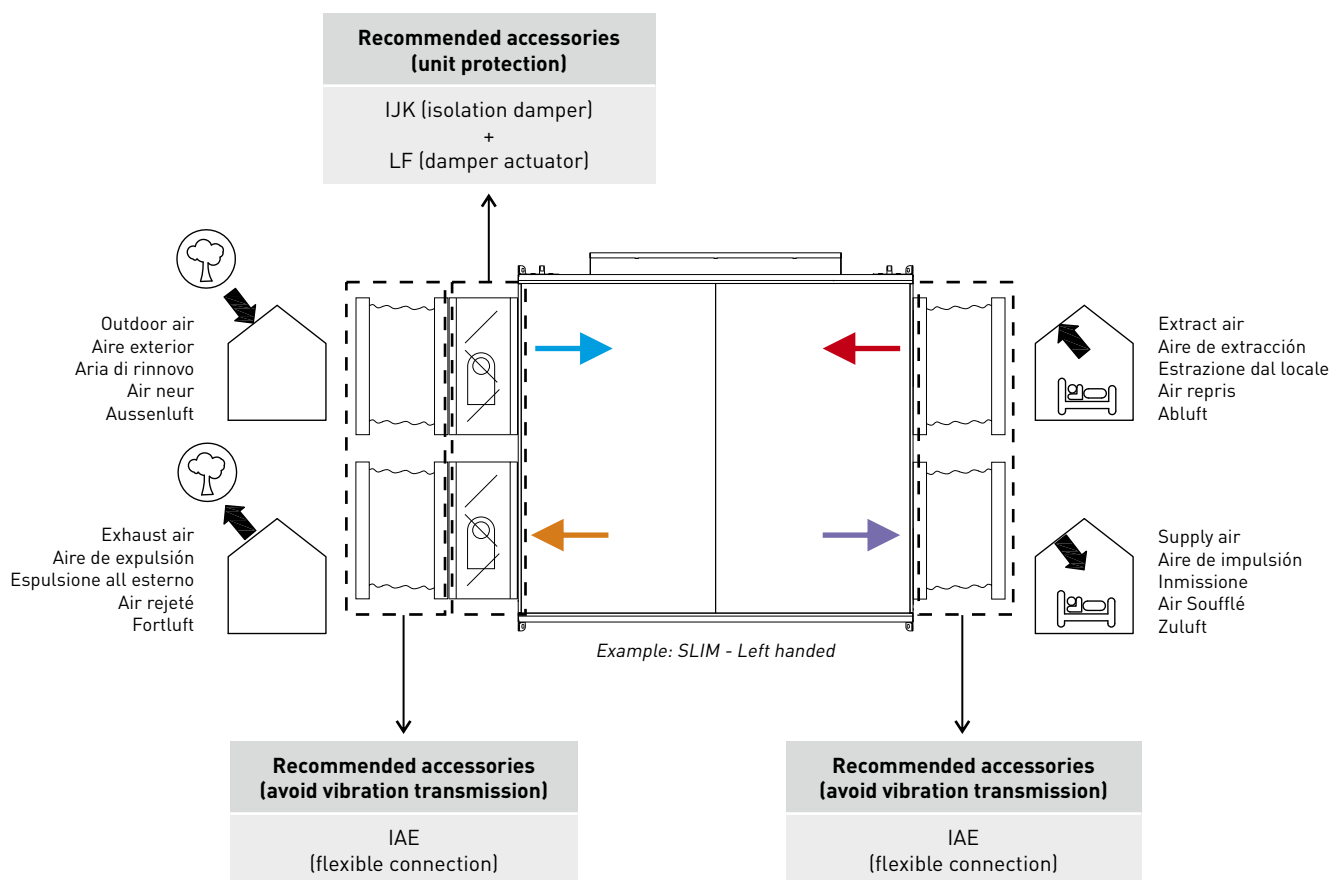 Recommended accessories
(unit protection)
IJK (isolation damper)
+
LF (damper actuator)
Outdoor air
Aire exterior
Aria di rinnovo
Air neur
Aussenluft
Extract air
Aire de extracción
Estrazione dal locale
Air repris
Abluft
Exhaust air
Aire de expulsión
Espulsione all esterno
Air rejeté
Fortluft
Supply air
Aire de impulsión
Inmissione
Air Soufflé
Zuluft
Example: SLIM - Left handed
Recommended accessories
(avoid vibration transmission)
IAE
(flexible connection)
Recommended accessories
(avoid vibration transmission)
IAE
(flexible connection)